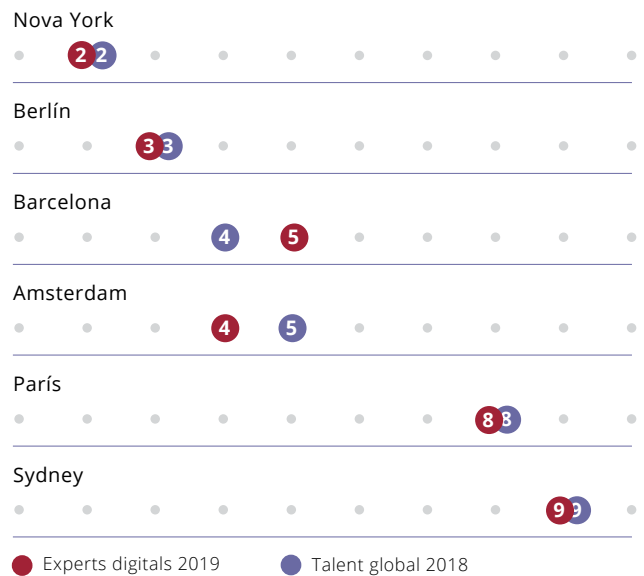 Nova York
2 2
Berlín
3 3
Barcelona
4 5
Amsterdam
4 5
París
8 8
Sydney
9 9
Experts digitals 2019 Talent global 2018